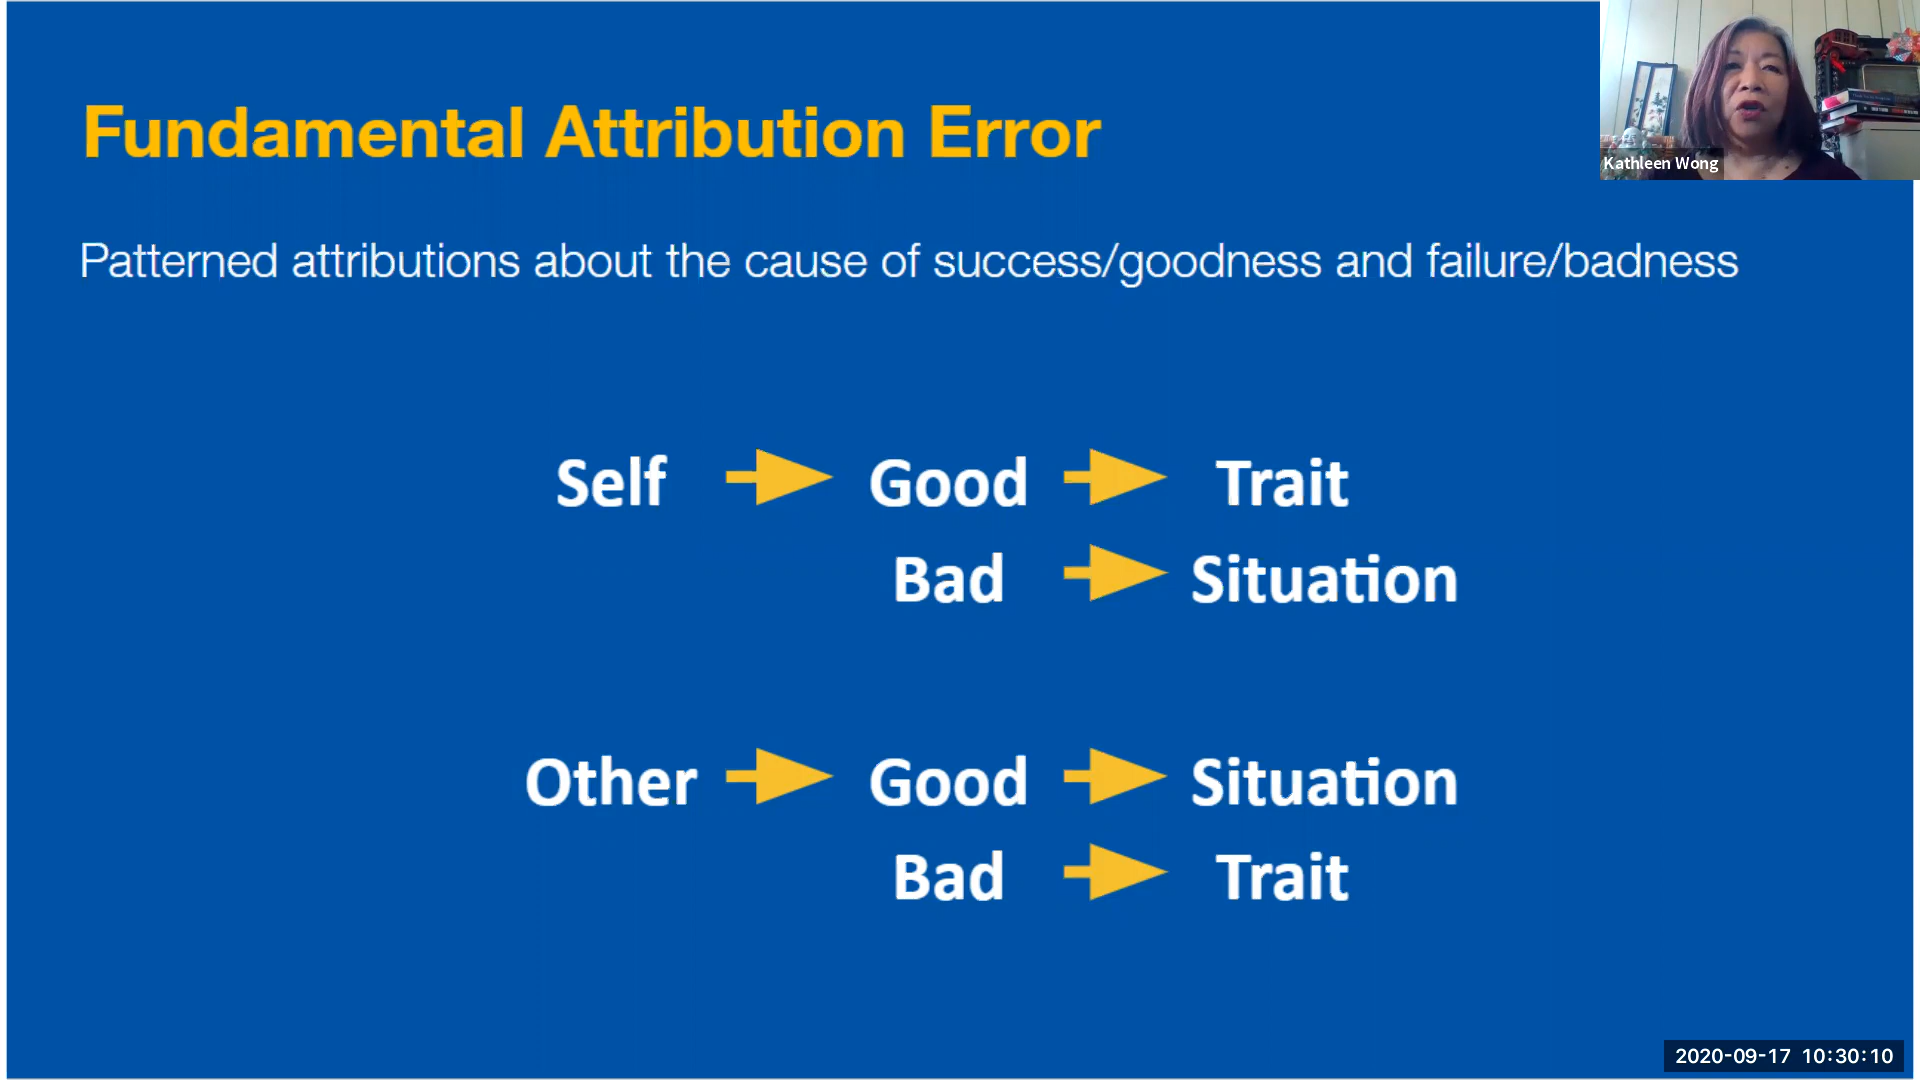 Fundamental Attribution Error
Kathleen Wong
Patterned attributions about the cause of success/goodness and failure/badness
Self Good Trait
Bad Situation
Other Good Situation
Bad Trait
2020-09-17 10:30:10